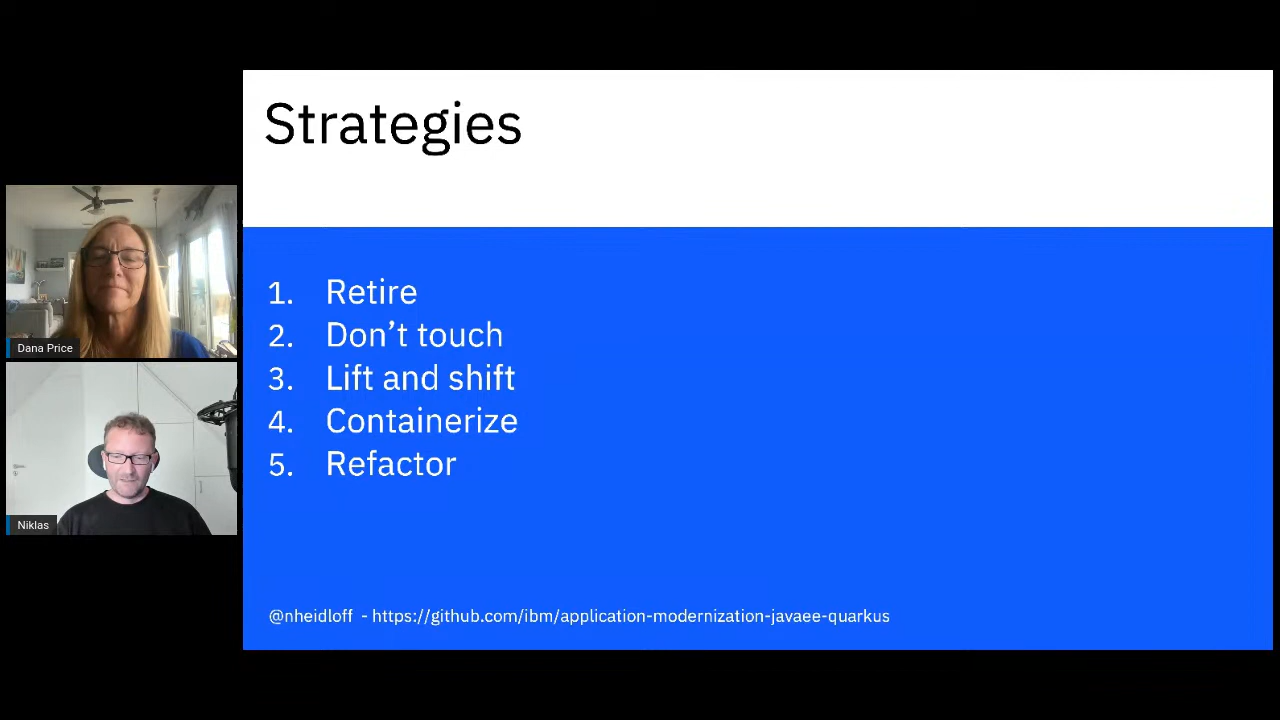 Strategies
1. Retire
2. Don’t touch
3. Lift and shift
4. Containerize
5. Refactor
@nheidloff - https://github.com/ibm/application-modernization-javaee-quarkus
Dana Price
Niklas